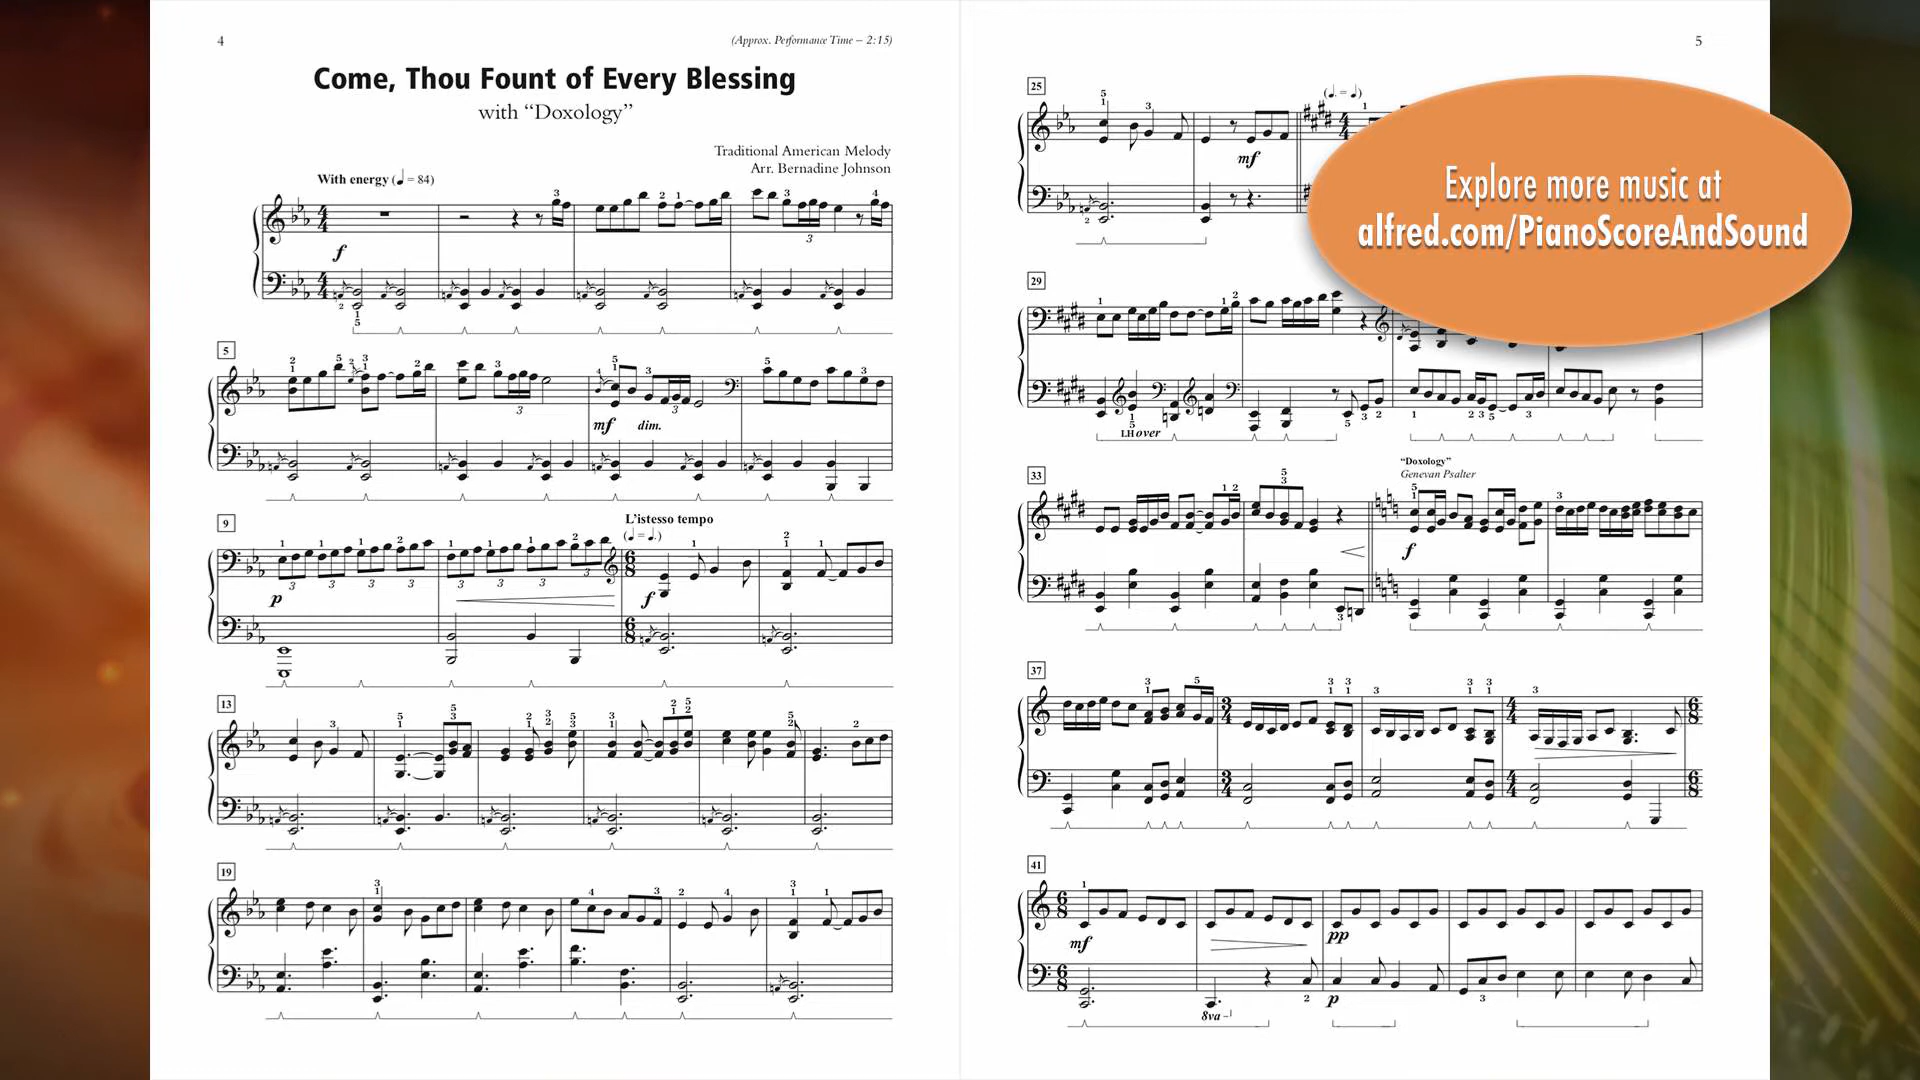 4
(Approx. Performance Time – 2:15)
Come, Thou Fount of Every Blessing
with “Doxology”
Traditional American Melody
Arr. Bernadine Johnson
With energy (♩ = 84)
f
5
mf dim.
9
L’istesso tempo
(♩ = ♩.)
p
f
13
19
5
25
(♩. = ♩)
mf
Explore more music at
alfred.com/PianoScoreAndSound
29
LH over
33
“Doxology”
Genevan Psalter
f
37
41
mf
pp
p
8va